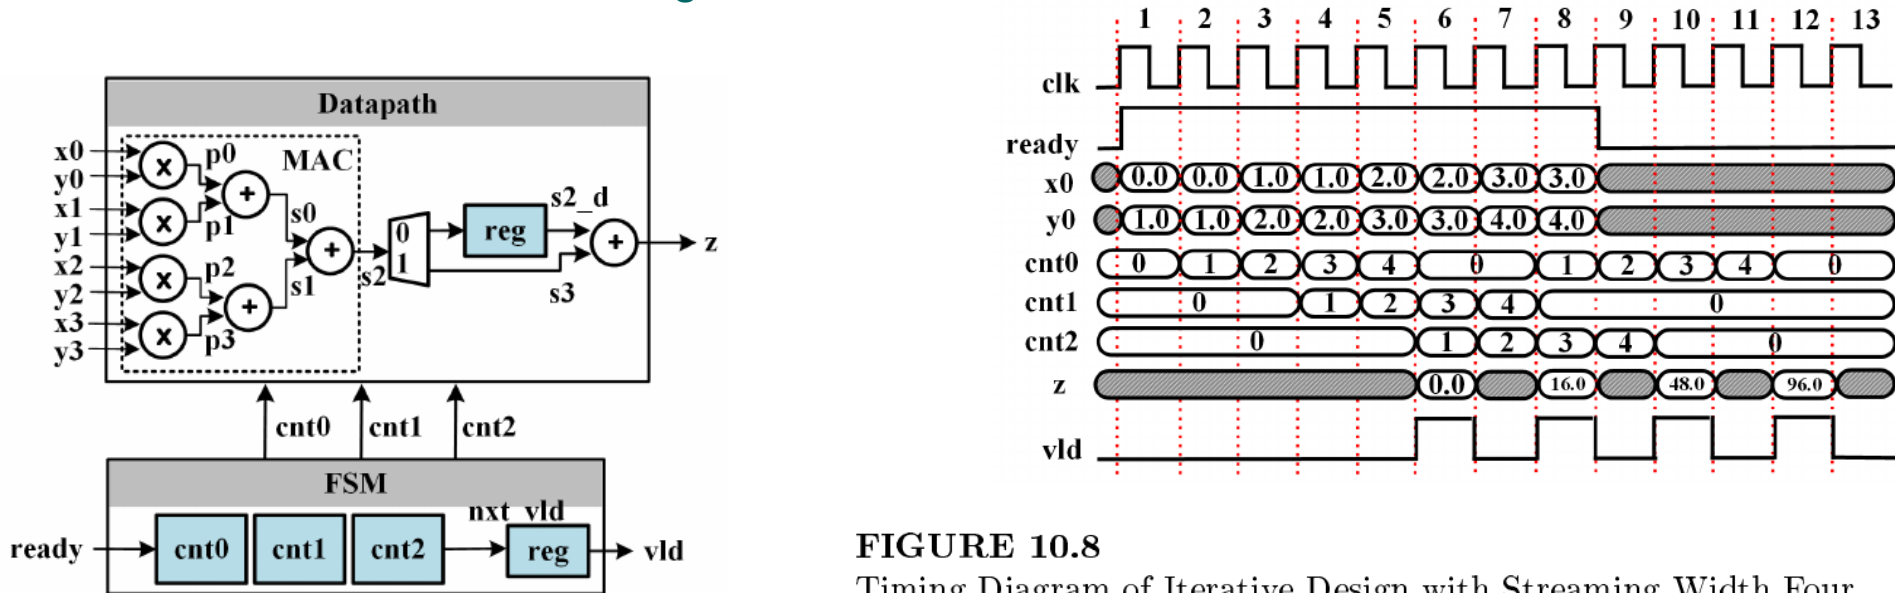 g
Datapath
MAC
x0
y0
x1
y1
x2
y2
x3
y3
x
x
x
x
p0
p1
p2
p3
+
+
+
s0
s1
s2
0
1
reg
s2_d
s3
+
z
cnt0
cnt1
cnt2
FSM
nxt_vld
ready
cnt0
cnt1
cnt2
reg
vld
1 2 3 4 5 6 7 8 9 10 11 12 13
clk
ready
x0 0.0 0.0 1.0 1.0 2.0 2.0 3.0 3.0
y0 1.0 1.0 2.0 2.0 3.0 3.0 4.0 4.0
cnt0 0 1 2 3 4 0 1 2 3 4 0
cnt1 0 1 2 3 4 0
cnt2 0 1 2 3 4 0
z 0.0 16.0 48.0 96.0
vld
FIGURE 10.8
Timing Diagram of Iterative Design with Streaming Width Four